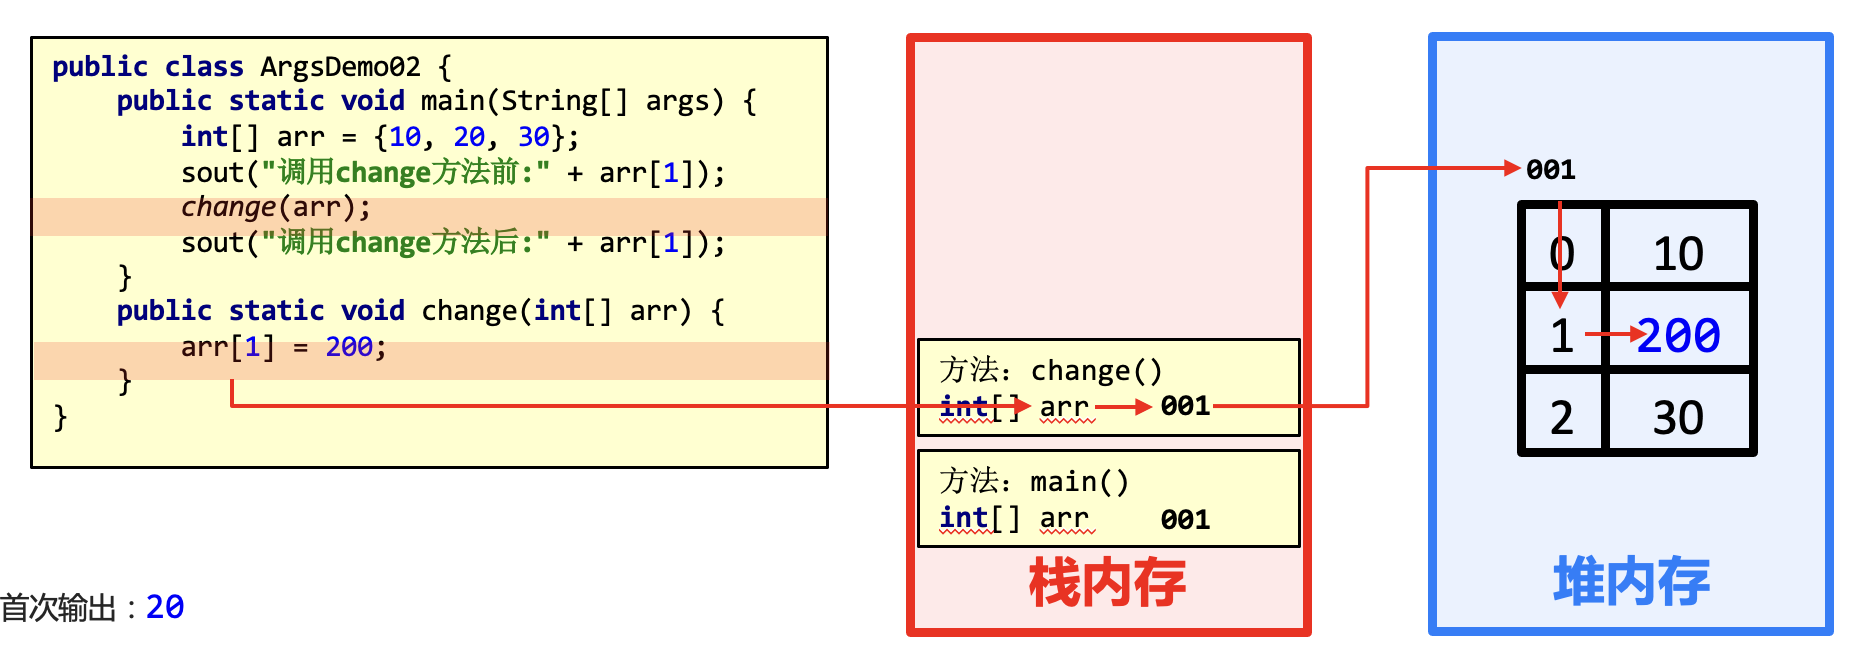 public class ArgsDemo02 {
    public static void main(String[] args) {
        int[] arr = {10, 20, 30};
        sout("调用change方法前:" + arr[1]);
        change(arr);
        sout("调用change方法后:" + arr[1]);
    }
    public static void change(int[] arr) {
        arr[1] = 200;
    }
}
首次输出：20
方法：change()
int[] arr 001
方法：main()
int[] arr 001
栈内存
001
0 10
1 200
2 30
堆内存